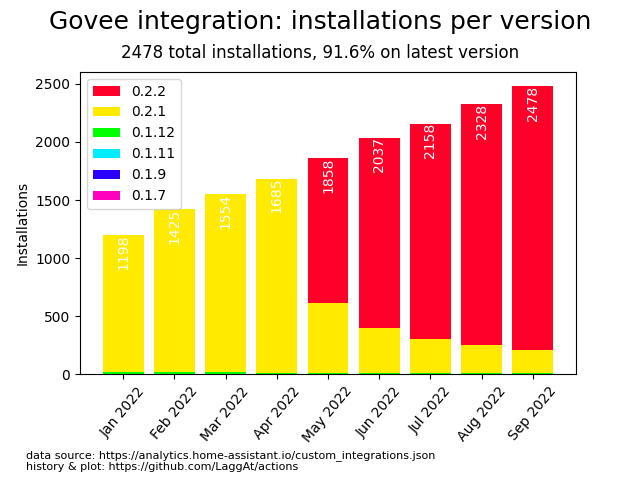 Govee integration: installations per version
2478 total installations, 91.6% on latest version
Installations
2500
2000
1500
1000
500
0
0.2.2
0.2.1
0.1.12
0.1.11
0.1.9
0.1.7
1198
1425
1554
1685
1858
2037
2158
2328
2478
Jan 2022
Feb 2022
Mar 2022
Apr 2022
May 2022
Jun 2022
Jul 2022
Aug 2022
Sep 2022
data source: https://analytics.home-assistant.io/custom_integrations.json
history & plot: https://github.com/LaggAt/actions